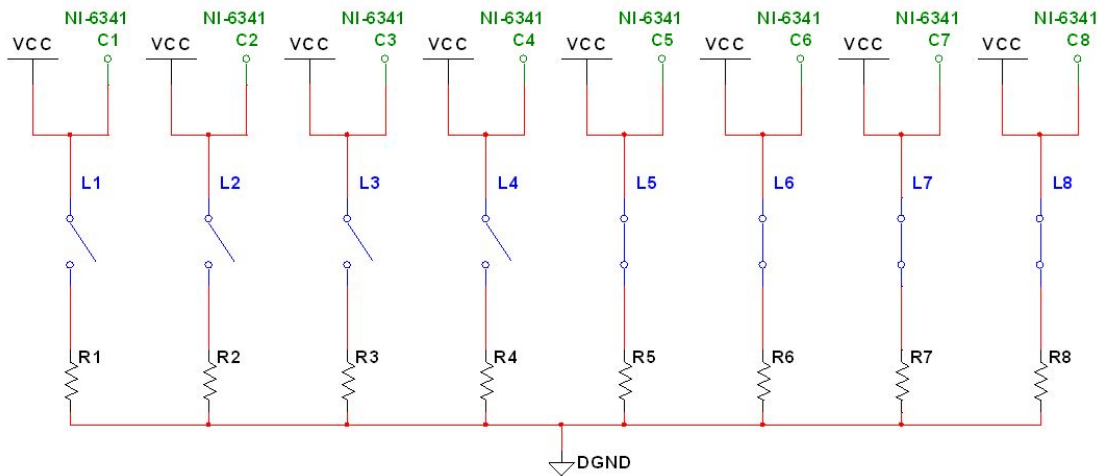 NI-6341 NI-6341 NI-6341 NI-6341 NI-6341 NI-6341 NI-6341 NI-6341
VCC C1 VCC C2 VCC C3 VCC C4 VCC C5 VCC C6 VCC C7 VCC C8
L1 L2 L3 L4 L5 L6 L7 L8
R1 R2 R3 R4 R5 R6 R7 R8
DGND